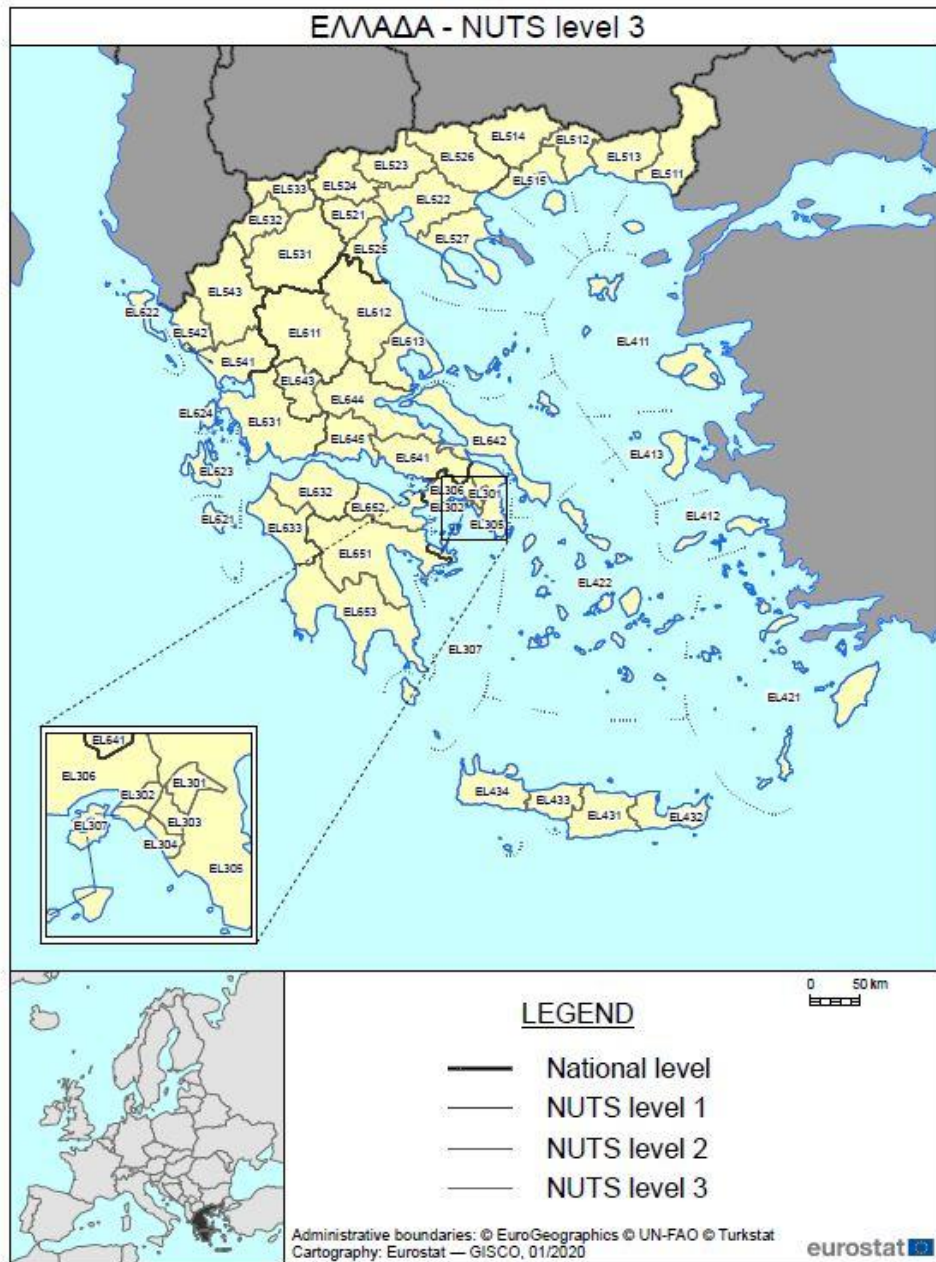 ΕΛΛΑΔΑ - NUTS level 3
EL514
EL512
EL523
EL526
EL513
EL511
EL515
EL533
EL524
EL522
EL521
EL532
EL527
EL525
EL531
EL543
EL622
EL612
EL542
EL611
EL613
EL411
EL541
EL643
EL644
EL624
EL631
EL645
EL642
EL641
EL413
EL623
EL632
EL306
EL301
EL652
EL302
EL621
EL412
EL633
EL305
EL651
EL422
EL653
EL307
EL421
EL641
EL306
EL301
EL302
EL307
EL303
EL304
EL305
EL434
EL433
EL431
EL432
0 50 km
LEGEND
National level
NUTS level 1
NUTS level 2
NUTS level 3
Administrative boundaries: © EuroGeographics © UN-FAO © Turkstat
Cartography: Eurostat — GISCO, 01/2020
eurostat